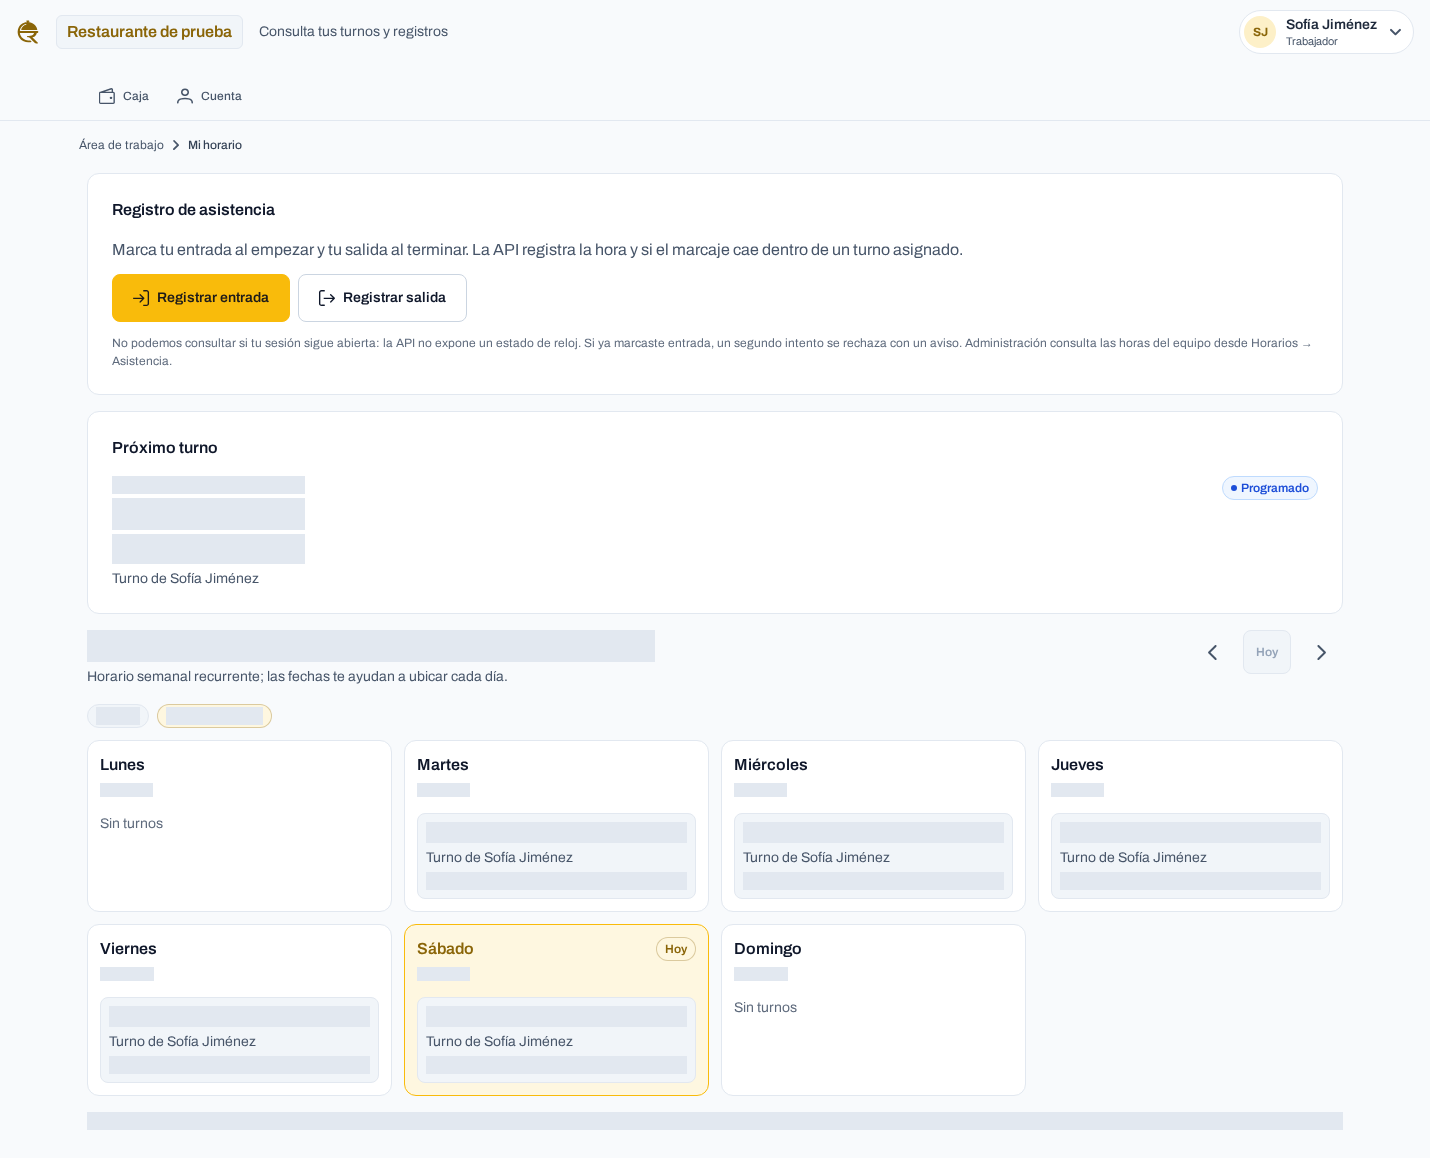 Restaurante de prueba
Consulta tus turnos y registros
SJ
Sofía Jiménez
Trabajador
Caja
Cuenta
Área de trabajo
Mi horario
Registro de asistencia
Marca tu entrada al empezar y tu salida al terminar. La API registra la hora y si el marcaje cae dentro de un turno asignado.
Registrar entrada
Registrar salida
No podemos consultar si tu sesión sigue abierta: la API no expone un estado de reloj. Si ya marcaste entrada, un segundo intento se rechaza con un aviso. Administración consulta las horas del equipo desde Horarios →
Asistencia.
Próximo turno
Programado
Turno de Sofía Jiménez
Hoy
Horario semanal recurrente; las fechas te ayudan a ubicar cada día.
Lunes
Sin turnos
Martes
Turno de Sofía Jiménez
Miércoles
Turno de Sofía Jiménez
Jueves
Turno de Sofía Jiménez
Viernes
Turno de Sofía Jiménez
Sábado
Hoy
Turno de Sofía Jiménez
Domingo
Sin turnos